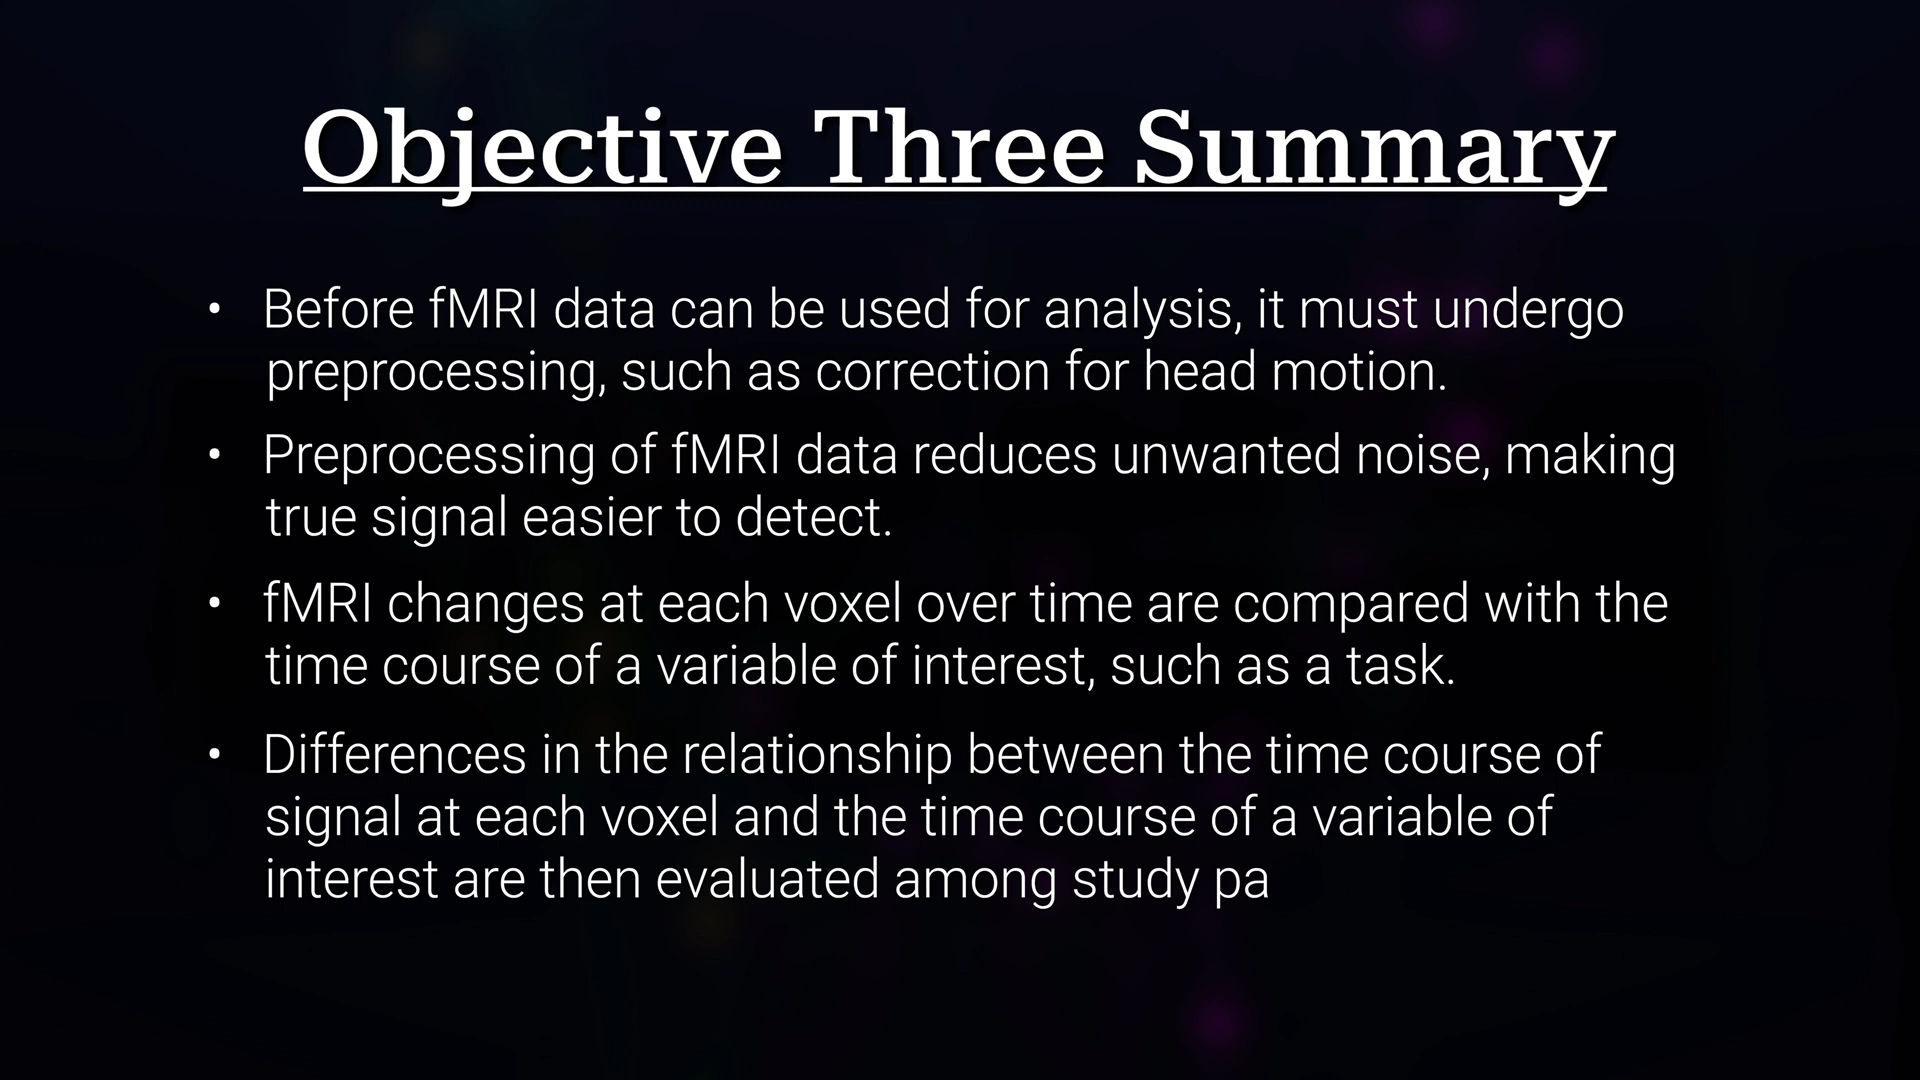 Objective Three Summary
• Before fMRI data can be used for analysis, it must undergo
preprocessing, such as correction for head motion.
• Preprocessing of fMRI data reduces unwanted noise, making
true signal easier to detect.
• fMRI changes at each voxel over time are compared with the
time course of a variable of interest, such as a task.
• Differences in the relationship between the time course of
signal at each voxel and the time course of a variable of
interest are then evaluated among study pa